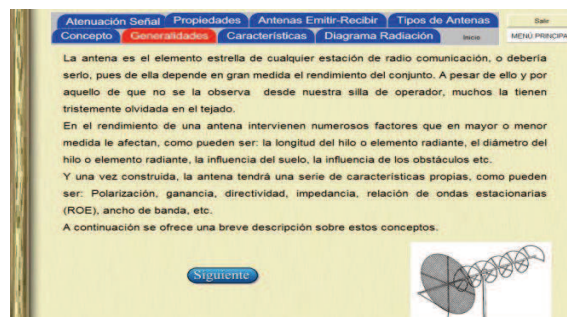 Atenuación Señal Propiedades Antenas Emitir-Recibir Tipos de Antenas Salir
Concepto Generalidades Características Diagrama Radiación Inicio MENÚ PRINCIPA
La antena es el elemento estrella de cualquier estación de radio comunicación, o debería
serlo, pues de ella depende en gran medida el rendimiento del conjunto. A pesar de ello y por
aquello de que no se la observa desde nuestra silla de operador, muchos la tienen
tristemente olvidada en el tejado.
En el rendimiento de una antena intervienen numerosos factores que en mayor o menor
medida le afectan, como pueden ser: la longitud del hilo o elemento radiante, el diámetro del
hilo o elemento radiante, la influencia del suelo, la influencia de los obstáculos etc.
Y una vez construida, la antena tendrá una serie de características propias, como pueden
ser: Polarización, ganancia, directividad, impedancia, relación de ondas estacionarias
(ROE), ancho de banda, etc.
A continuación se ofrece una breve descripción sobre estos conceptos.
Siguiente